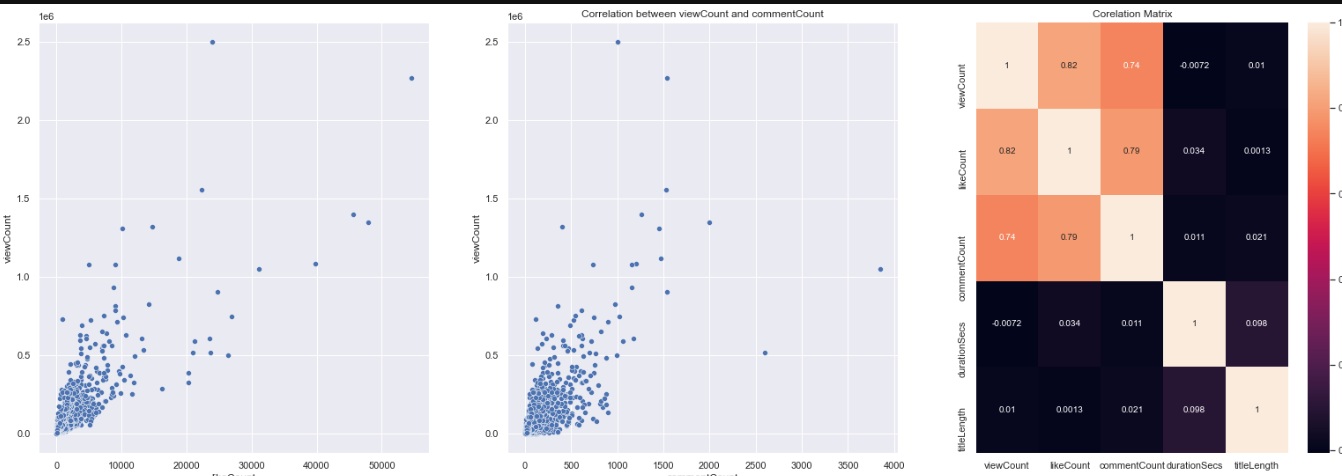 Correlation between viewCount and commentCount
1e6
2.5
2.0
1.5
1.0
0.5
0.0
viewCount
0 10000 20000 30000 40000 50000
1e6
2.5
2.0
1.5
1.0
0.5
0.0
viewCount
0 500 1000 1500 2000 2500 3000 3500 4000
Corelation Matrix
viewCount 1 0.82 0.74 -0.0072 0.01
likeCount 0.82 1 0.79 0.034 0.0013
commentCount 0.74 0.79 1 0.011 0.021
durationSecs -0.0072 0.034 0.011 1 0.098
titleLength 0.01 0.0013 0.021 0.098 1
viewCount likeCount commentCount durationSecs titleLength